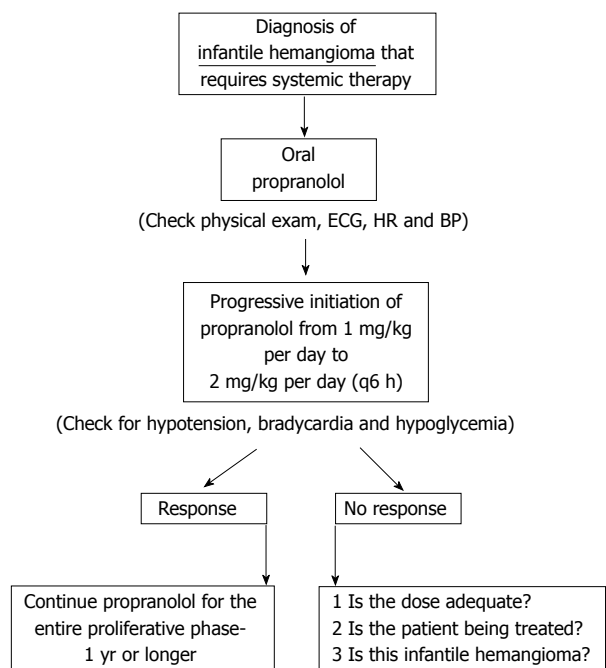 Diagnosis of
infantile hemangioma that
requires systemic therapy
Oral
propranolol
(Check physical exam, ECG, HR and BP)
Progressive initiation of
propranolol from 1 mg/kg
per day to
2 mg/kg per day (q6 h)
(Check for hypotension, bradycardia and hypoglycemia)
Response
No response
Continue propranolol for the
entire proliferative phase-
1 yr or longer
1 Is the dose adequate?
2 Is the patient being treated?
3 Is this infantile hemangioma?